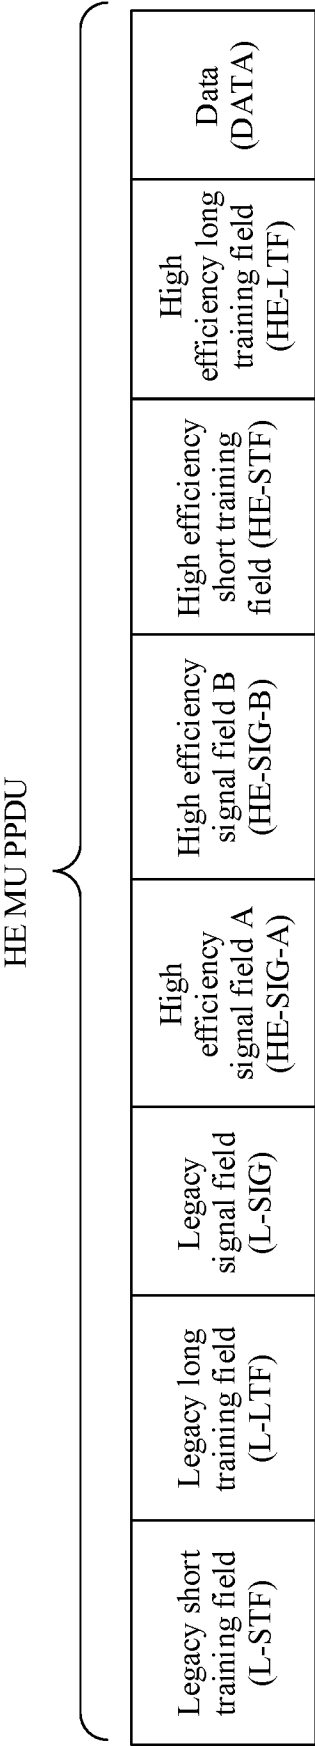 HE MU PPDU
Legacy short
training field
(L-STF)
Legacy long
training field
(L-LTF)
Legacy
signal field
(L-SIG)
High
efficiency
signal field A
(HE-SIG-A)
High efficiency
signal field B
(HE-SIG-B)
High efficiency
short training
field (HE-STF)
High
efficiency long
training field
(HE-LTF)
Data
(DATA)